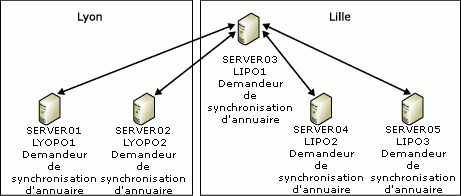 Lyon
Lille
SERVER03
LIPO1
Demandeur
de
synchronisation
d'annuaire
SERVER01
LYOPO1
Demandeur
de
synchronisation
d'annuaire
SERVER02
LYOPO2
Demandeur
de
synchronisation
d'annuaire
SERVER04
LIPO2
Demandeur
de
synchronisation
d'annuaire
SERVER05
LIPO3
Demandeur
de
synchronisation
d'annuaire